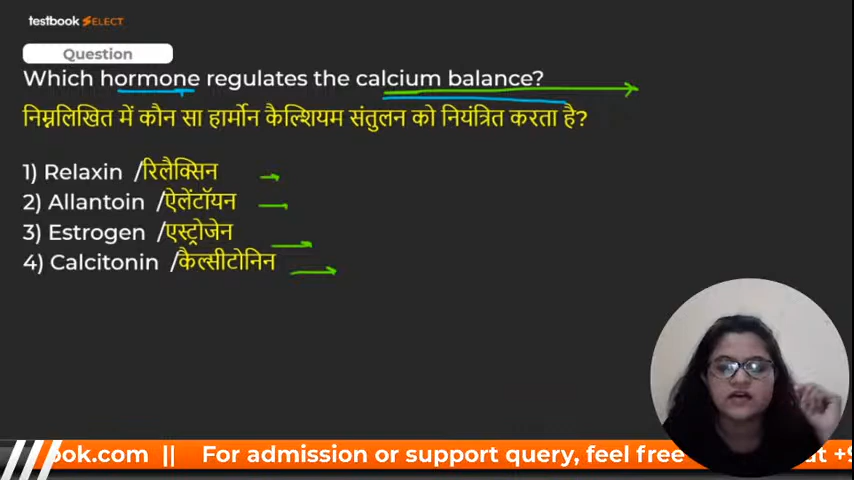 testbook SELECT
Question
Which hormone regulates the calcium balance?
निम्नलिखित में कौन सा हार्मोन कैल्शियम संतुलन को नियंत्रित करता है?
1) Relaxin /रिलैक्सिन
2) Allantoin /ऐलेंटॉयन
3) Estrogen /एस्ट्रोजेन
4) Calcitonin /कैल्सीटोनिन
ook.com || For admission or support query, feel free